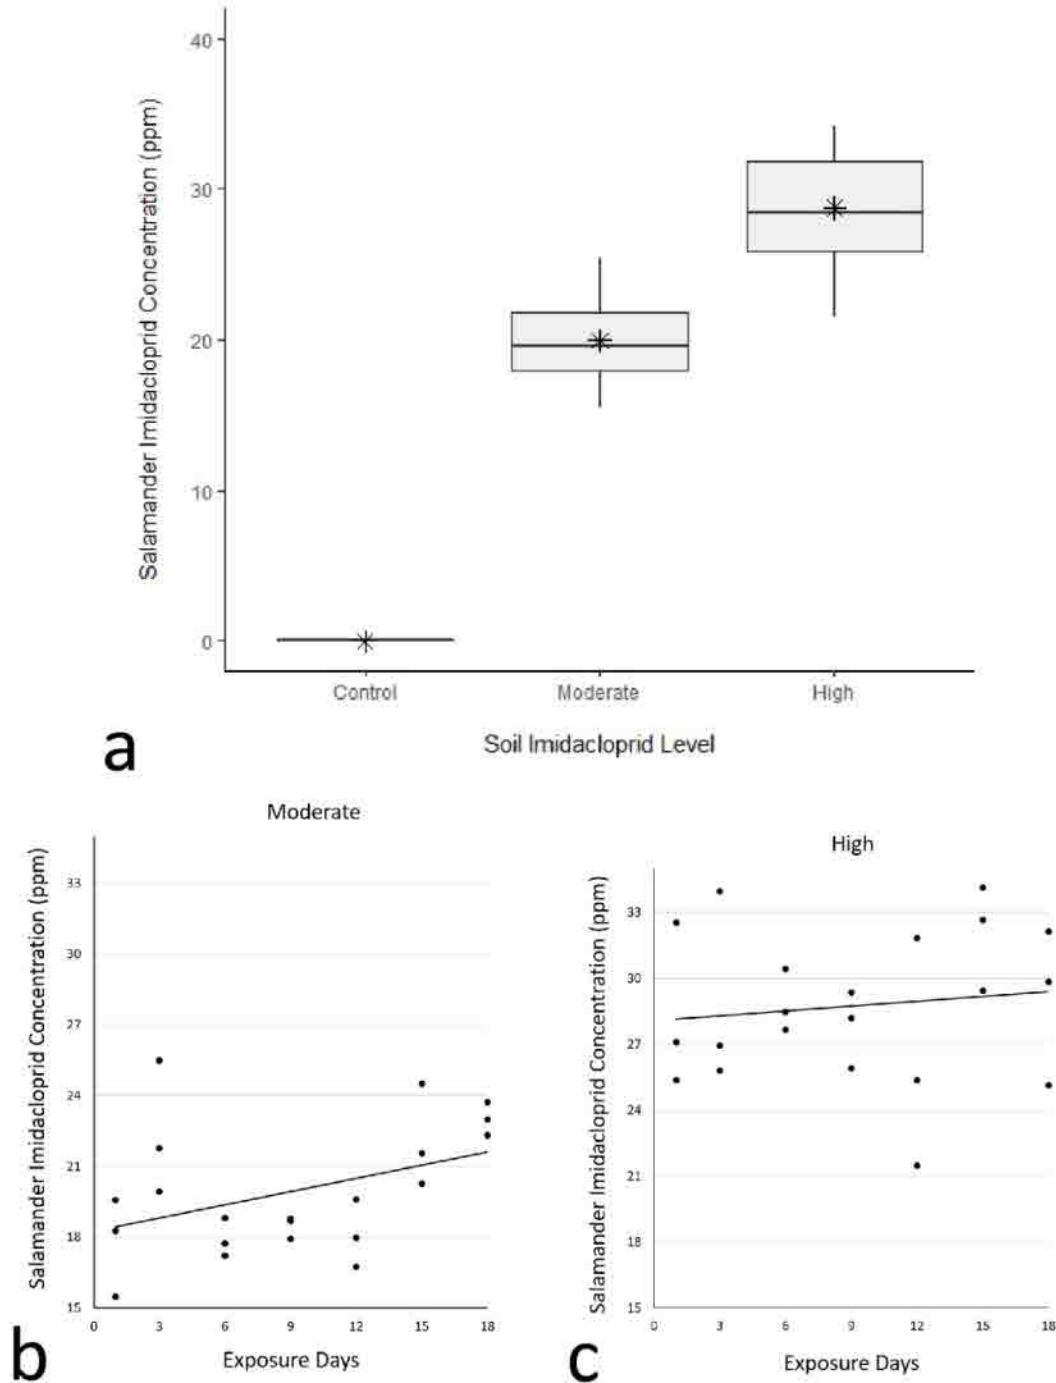 40
30
20
10
0
Salamander Imidacloprid Concentration (ppm)
Control Moderate High
Soil Imidacloprid Level
a
Moderate
33
30
27
24
21
18
15
Salamander Imidacloprid Concentration (ppm)
0 3 6 9 12 15 18
Exposure Days
b
High
33
30
27
24
21
18
15
Salamander Imidacloprid Concentration (ppm)
0 3 6 9 12 15 18
Exposure Days
c